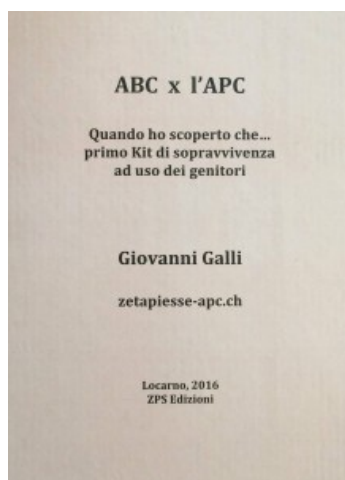 ABC x l'APC
Quando ho scoperto che...
primo Kit di sopravvivenza
ad uso dei genitori
Giovanni Galli
zetapiesse-apc.ch
Locarno, 2016
ZPS Edizioni